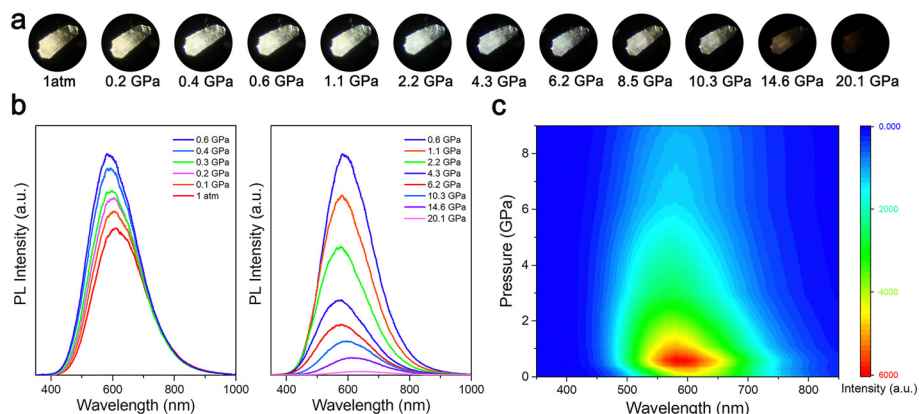 a
1atm 0.2 GPa 0.4 GPa 0.6 GPa 1.1 GPa 2.2 GPa 4.3 GPa 6.2 GPa 8.5 GPa 10.3 GPa 14.6 GPa 20.1 GPa
b
PL Intensity (a.u.)
0.6 GPa
0.4 GPa
0.3 GPa
0.2 GPa
0.1 GPa
1 atm
400 600 800 1000
Wavelength (nm)
PL Intensity (a.u.)
0.6 GPa
1.1 GPa
2.2 GPa
4.3 GPa
6.2 GPa
10.3 GPa
14.6 GPa
20.1 GPa
400 600 800 1000
Wavelength (nm)
c
Pressure (GPa)
8
6
4
2
0
400 500 600 700 800
Wavelength (nm)
0.000
2000
4000
6000
Intensity (a.u.)